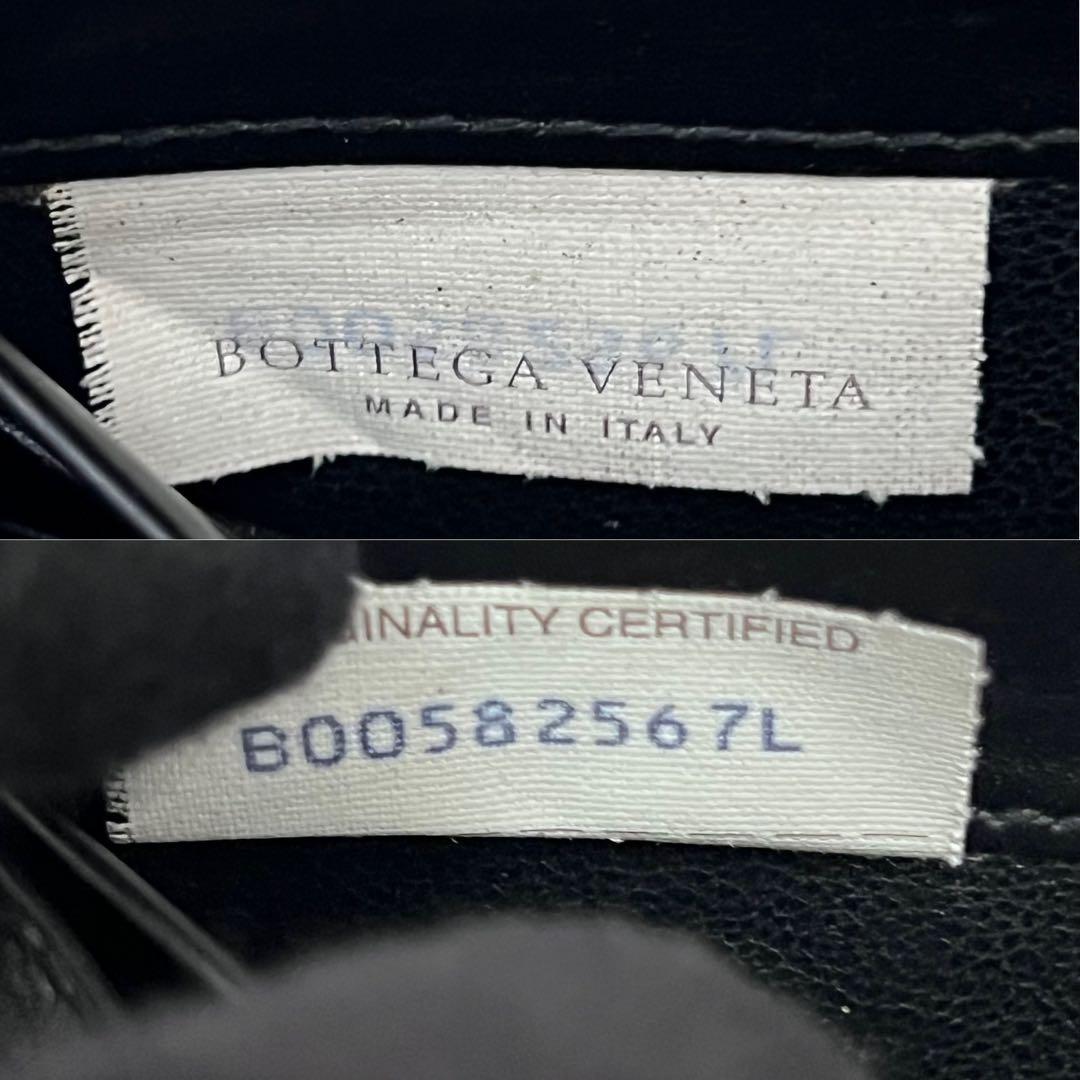 BOTTEGA VENETA
MADE IN ITALY
INALITY CERTIFIED
B00582567L